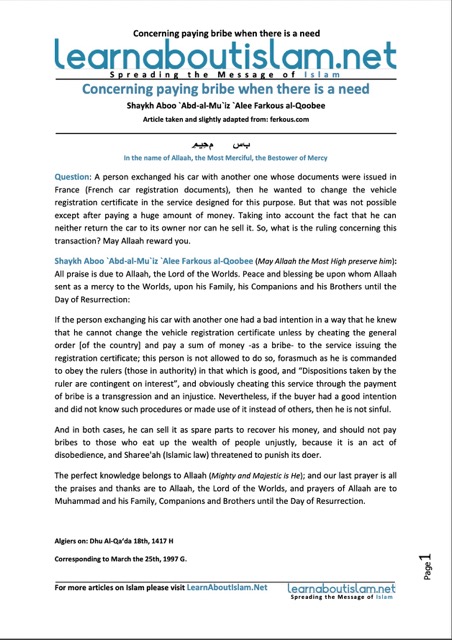 Concerning paying bribe when there is a need
learnaboutislam.net
Spreading the Message of Islam
Concerning paying bribe when there is a need
Shaykh Aboo `Abd-al-Mu`iz `Alee Farkous al-Qoobee
Article taken and slightly adapted from: ferkous.com
In the name of Allaah, the Most Merciful, the Bestower of Mercy
Question: A person exchanged his car with another one whose documents were issued in
France (French car registration documents), then he wanted to change the vehicle
registration certificate in the service designed for this purpose. But that was not possible
except after paying a huge amount of money. Taking into account the fact that he can
neither return the car to its owner nor can he sell it. So, what is the ruling concerning this
transaction? May Allaah reward you.
Shaykh Aboo `Abd-al-Mu`iz `Alee Farkous al-Qoobee (May Allaah the Most High preserve him):
All praise is due to Allaah, the Lord of the Worlds. Peace and blessing be upon whom Allaah
sent as a mercy to the Worlds, upon his Family, his Companions and his Brothers until the
Day of Resurrection:
If the person exchanging his car with another one had a bad intention in a way that he knew
that he cannot change the vehicle registration certificate unless by cheating the general
order [of the country] and pay a sum of money -as a bribe- to the service issuing the
registration certificate; this person is not allowed to do so, forasmuch as he is commanded
to obey the rulers (those in authority) in that which is good, and “Dispositions taken by the
ruler are contingent on interest”, and obviously cheating this service through the payment
of bribe is a transgression and an injustice. Nevertheless, if the buyer had a good intention
and did not know such procedures or made use of it instead of others, then he is not sinful.
And in both cases, he can sell it as spare parts to recover his money, and should not pay
bribes to those who eat up the wealth of people unjustly, because it is an act of
disobedience, and Sharee'ah (Islamic law) threatened to punish its doer.
The perfect knowledge belongs to Allaah (Mighty and Majestic is He); and our last prayer is all
the praises and thanks are to Allaah, the Lord of the Worlds, and prayers of Allaah are to
Muhammad and his Family, Companions and Brothers until the Day of Resurrection.
Algiers on: Dhu Al-Qa’da 18th, 1417 H
Corresponding to March the 25th, 1997 G.
Page 1
For more articles on Islam please visit LearnAboutIslam.Net
learnaboutislam.net
Spreading the Message of Islam